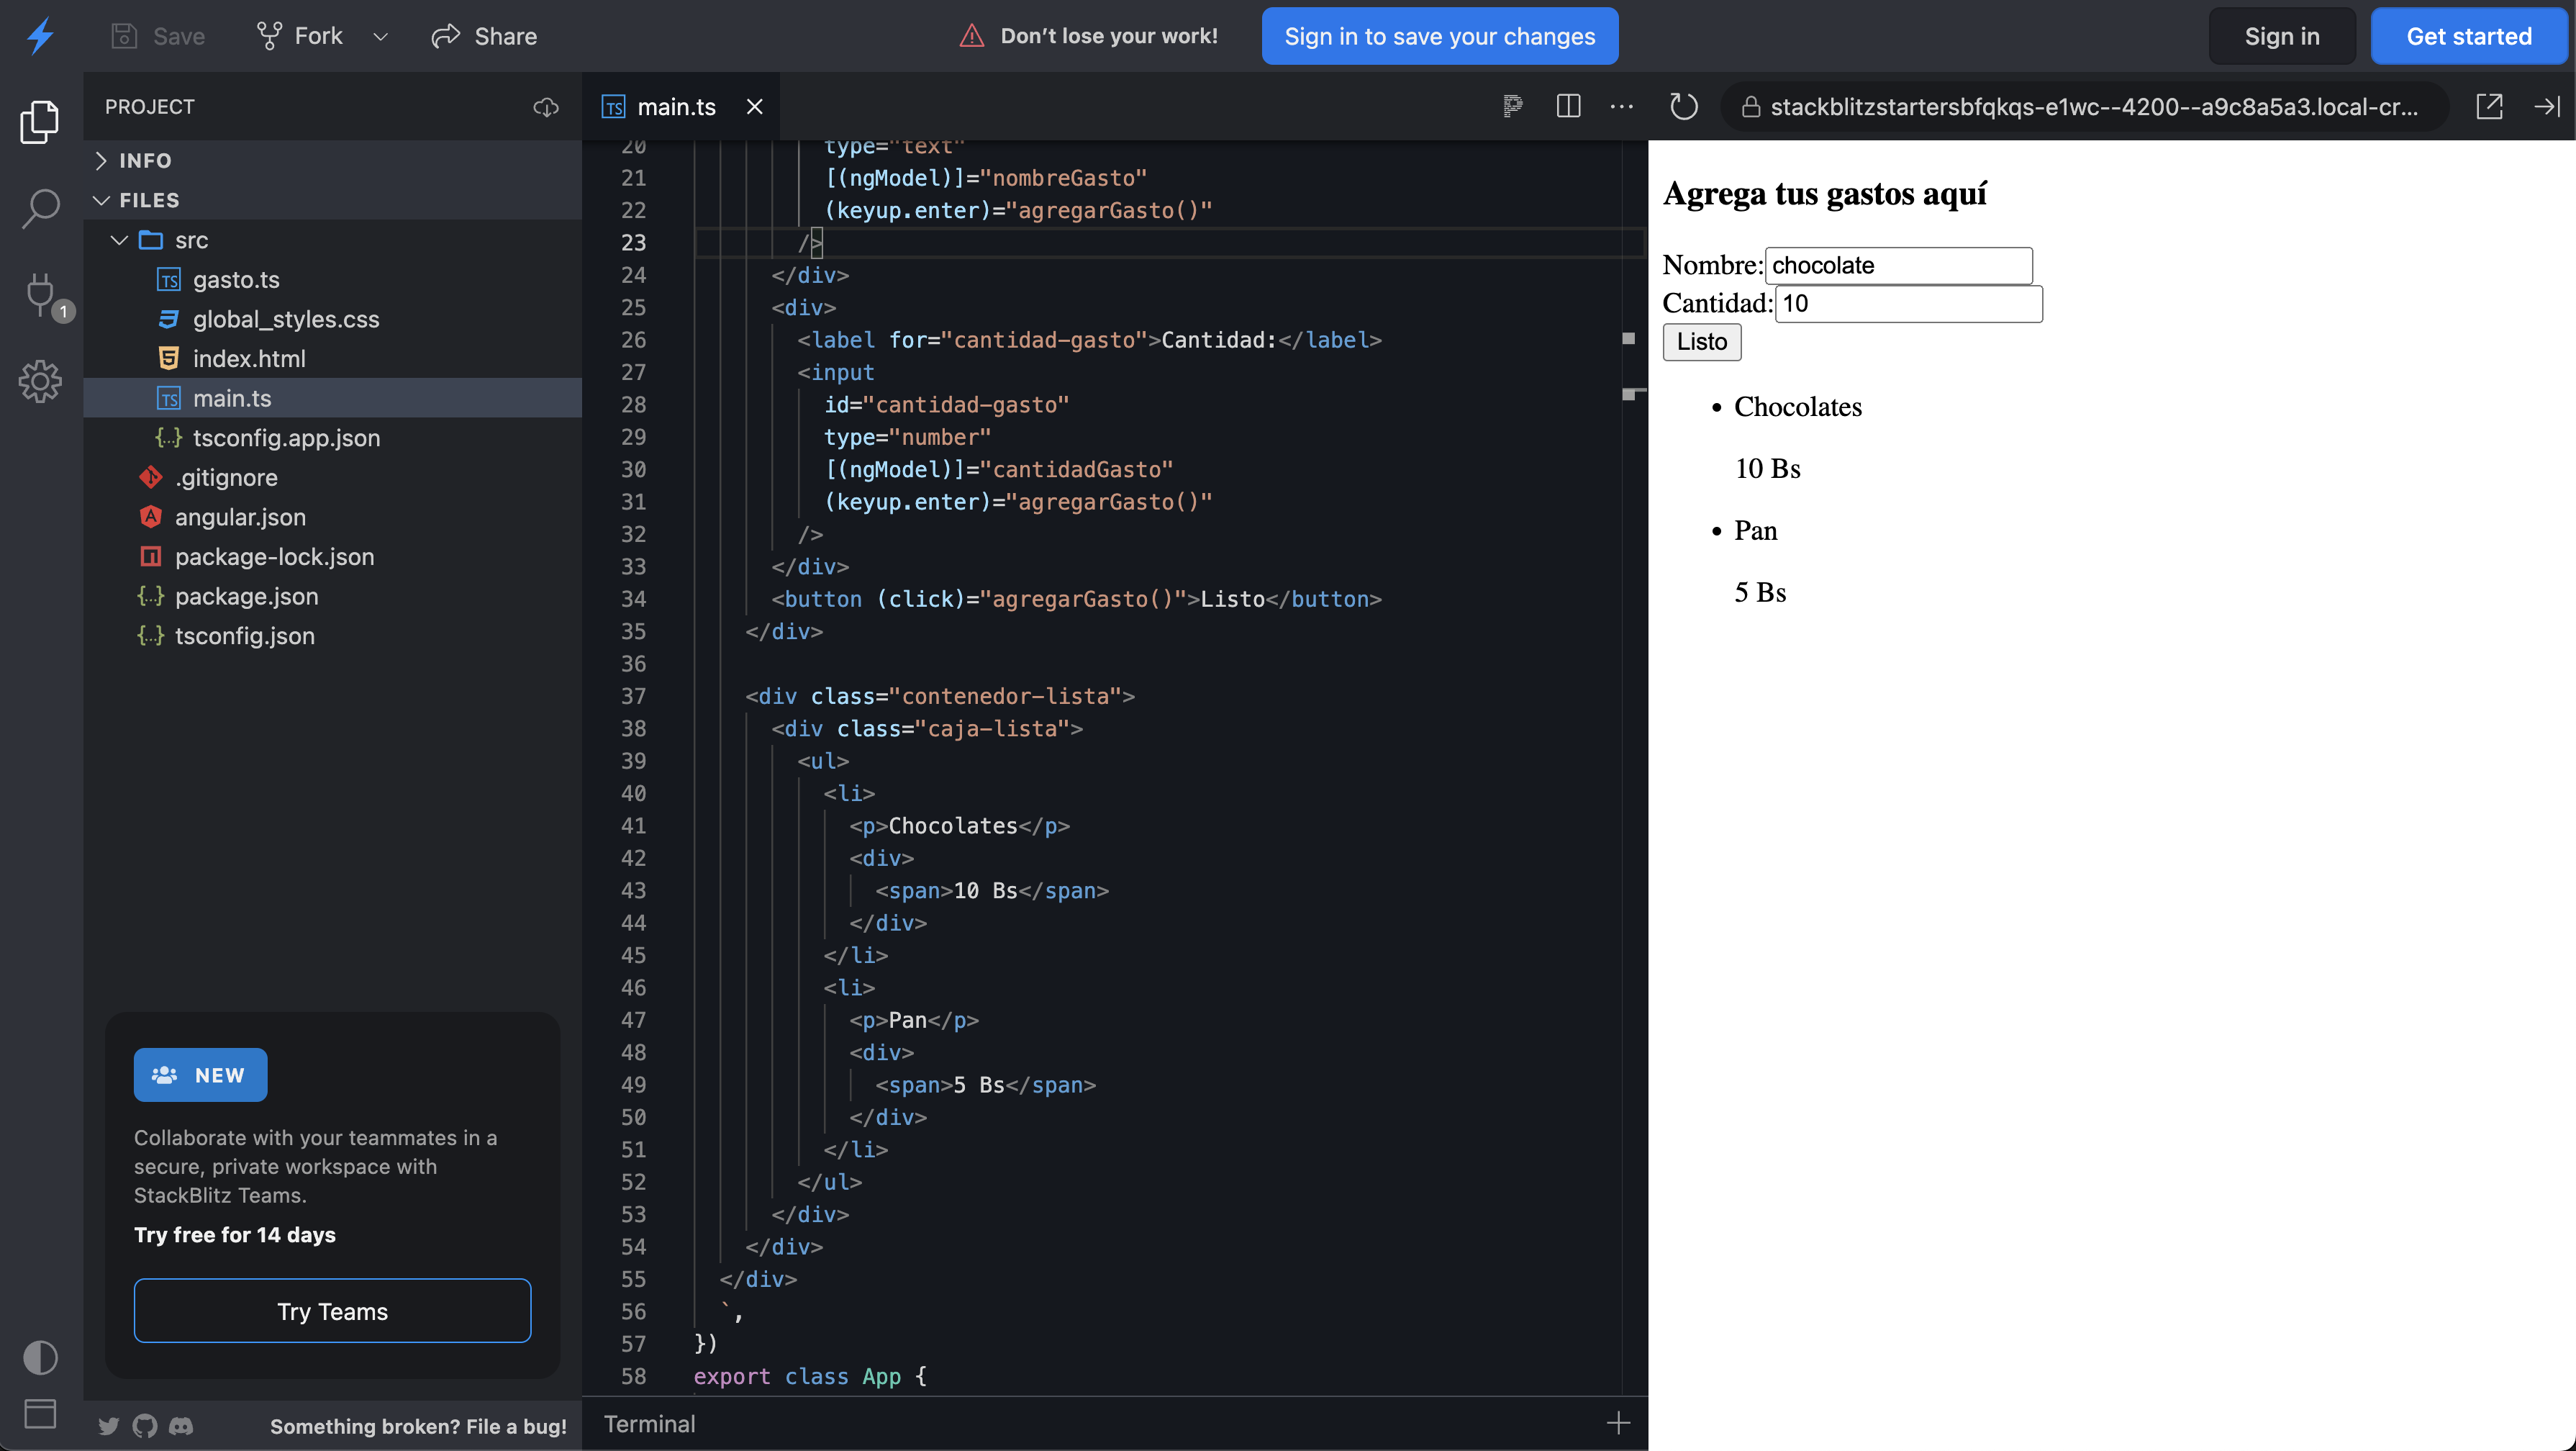 Save
Fork
Share
Don't lose your work!
Sign in to save your changes
Sign in
Get started
PROJECT
INFO
FILES
src
TS gasto.ts
global_styles.css
index.html
TS main.ts
{..} tsconfig.app.json
.gitignore
angular.json
package-lock.json
{..} package.json
{..} tsconfig.json
1
NEW
Collaborate with your teammates in a
secure, private workspace with
StackBlitz Teams.
Try free for 14 days
Try Teams
Something broken? File a bug!
TS main.ts
20 type="text"
21 [(ngModel)]="nombreGasto"
22 (keyup.enter)="agregarGasto()"
23 />
24 </div>
25 <div>
26 <label for="cantidad-gasto">Cantidad:</label>
27 <input
28 id="cantidad-gasto"
29 type="number"
30 [(ngModel)]="cantidadGasto"
31 (keyup.enter)="agregarGasto()"
32 />
33 </div>
34 <button (click)="agregarGasto()">Listo</button>
35 </div>
36
37 <div class="contenedor-lista">
38 <div class="caja-lista">
39 <ul>
40 <li>
41 <p>Chocolates</p>
42 <div>
43 <span>10 Bs</span>
44 </div>
45 </li>
46 <li>
47 <p>Pan</p>
48 <div>
49 <span>5 Bs</span>
50 </div>
51 </li>
52 </ul>
53 </div>
54 </div>
55 </div>
56 `,
57 })
58 export class App {
Terminal
stackblitzstartersbfqkqs-e1wc--4200--a9c8a5a3.local-cr...
Agrega tus gastos aquí
Nombre: chocolate
Cantidad: 10
Listo
• Chocolates
10 Bs
• Pan
5 Bs